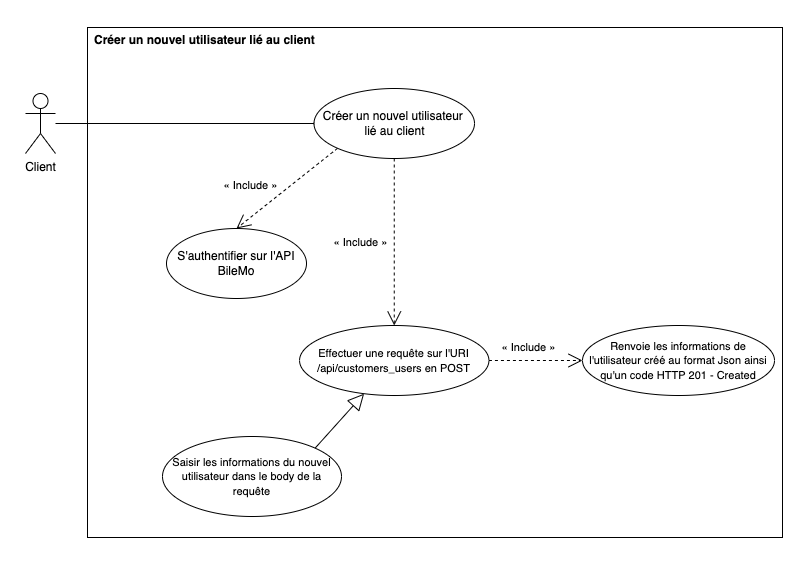 Créer un nouvel utilisateur lié au client
Créer un nouvel utilisateur
lié au client
Client
« Include »
« Include »
S'authentifier sur l'API
BileMo
Effectuer une requête sur l'URI
/api/customers_users en POST
« Include »
Renvoie les informations de
l'utilisateur créé au format Json ainsi
qu'un code HTTP 201 - Created
Saisir les informations du nouvel
utilisateur dans le body de la
requête